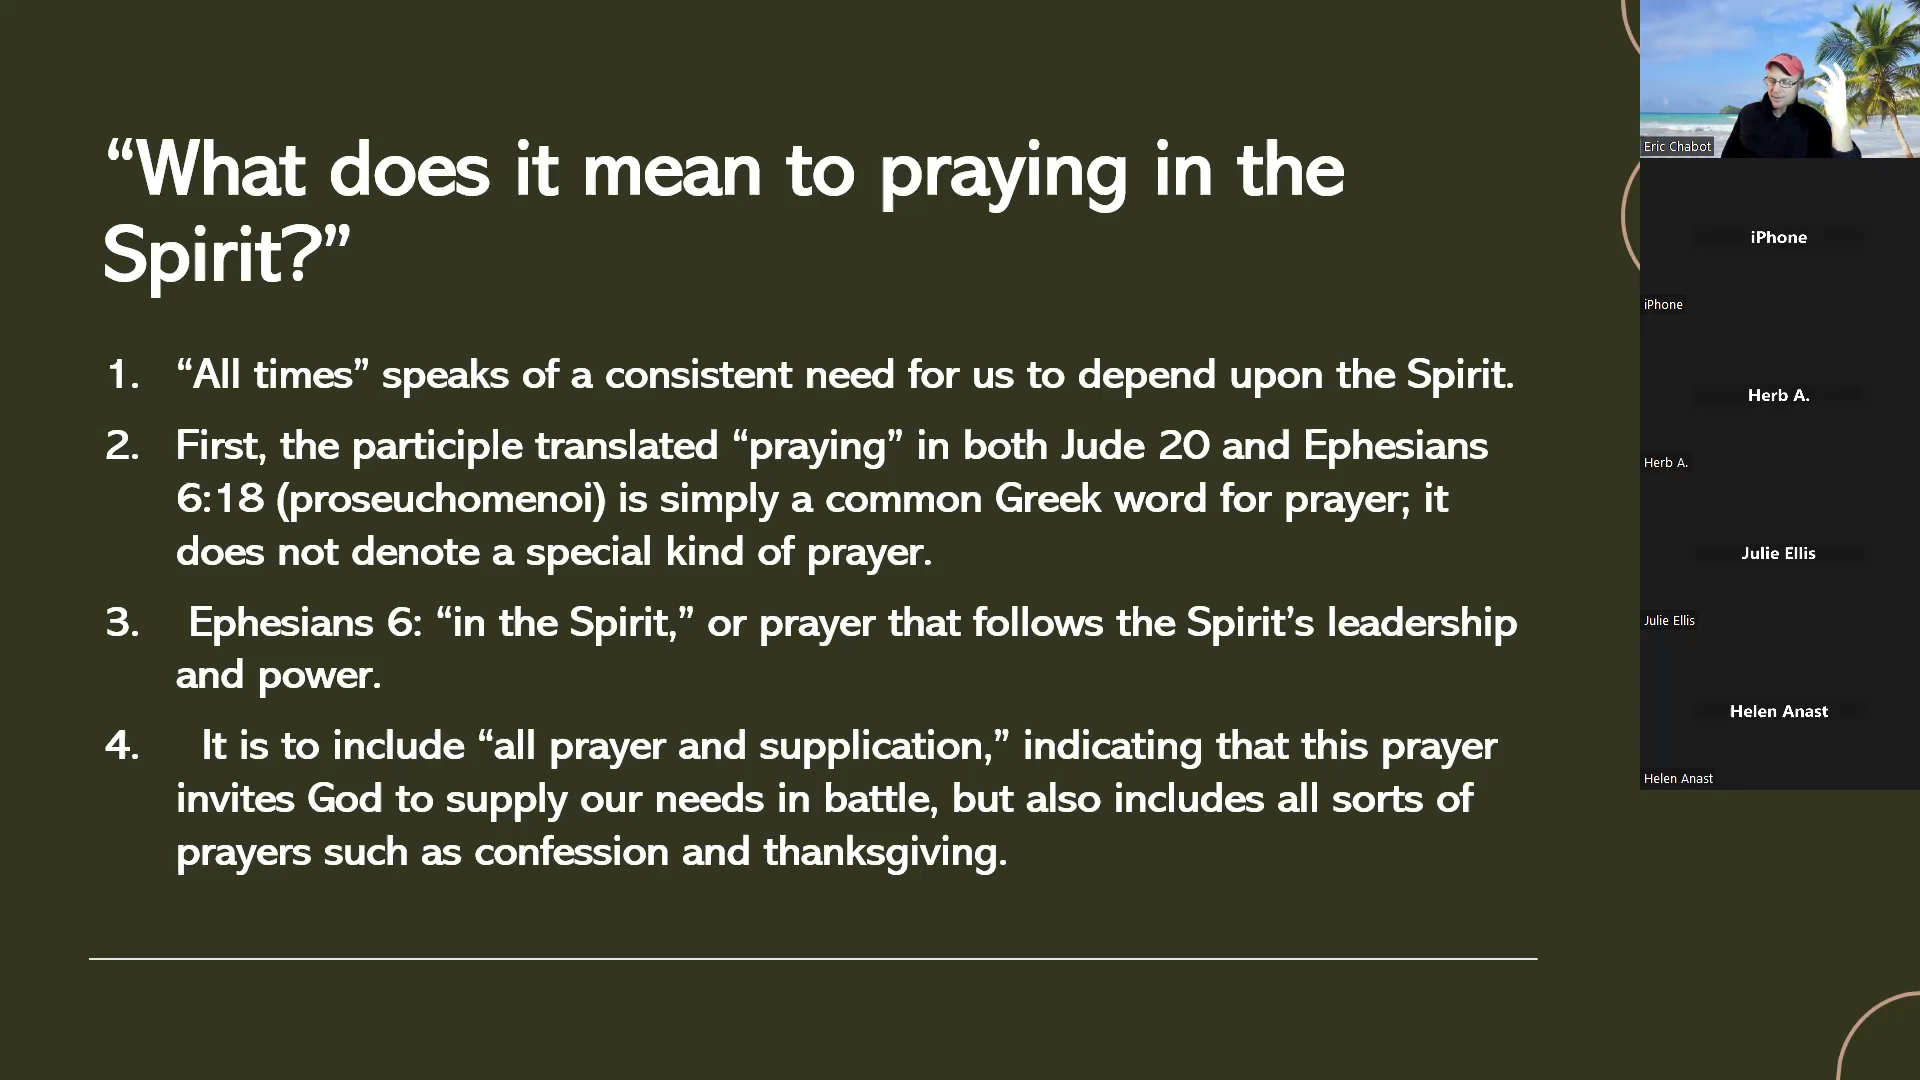 “What does it mean to praying in the
Spirit?”
1. “All times” speaks of a consistent need for us to depend upon the Spirit.
2. First, the participle translated “praying” in both Jude 20 and Ephesians
6:18 (proseuchomenoi) is simply a common Greek word for prayer; it
does not denote a special kind of prayer.
3. Ephesians 6: “in the Spirit,” or prayer that follows the Spirit’s leadership
and power.
4. It is to include “all prayer and supplication,” indicating that this prayer
invites God to supply our needs in battle, but also includes all sorts of
prayers such as confession and thanksgiving.
Eric Chabot
iPhone
iPhone
Herb A.
Herb A.
Julie Ellis
Julie Ellis
Helen Anast
Helen Anast